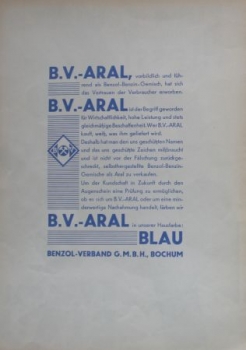 B.V.-ARAL, vorbildlich und füh-
rend als Benzol-Benzin-Gemisch, hat sich
das Vertrauen der Verbraucher erworben.
B.V.-ARAL ist der Begriff geworden
für Wirtschaftlichkeit, hohe Leistung und stets
gleichmäßige Beschaffenheit. Wer B.V.-ARAL
kauft, weiß, was ihm geliefert wird.
Deshalb hat man den uns geschützten Namen
und das uns geschützte Zeichen mißbraucht
und ist nicht vor der Fälschung zurückge-
schreckt, selbsthergestellte Benzol-Benzin-
Gemische als Aral zu verkaufen.
Um der Kundschaft in Zukunft durch den
Augenschein eine Prüfung zu ermöglichen,
ob es sich um B.V.-ARAL oder um eine min-
derwertige Nachahmung handelt, färben wir
B.V.-ARAL in unserer Hausfarbe:
BLAU
BENZOL-VERBAND G.M.B.H., BOCHUM